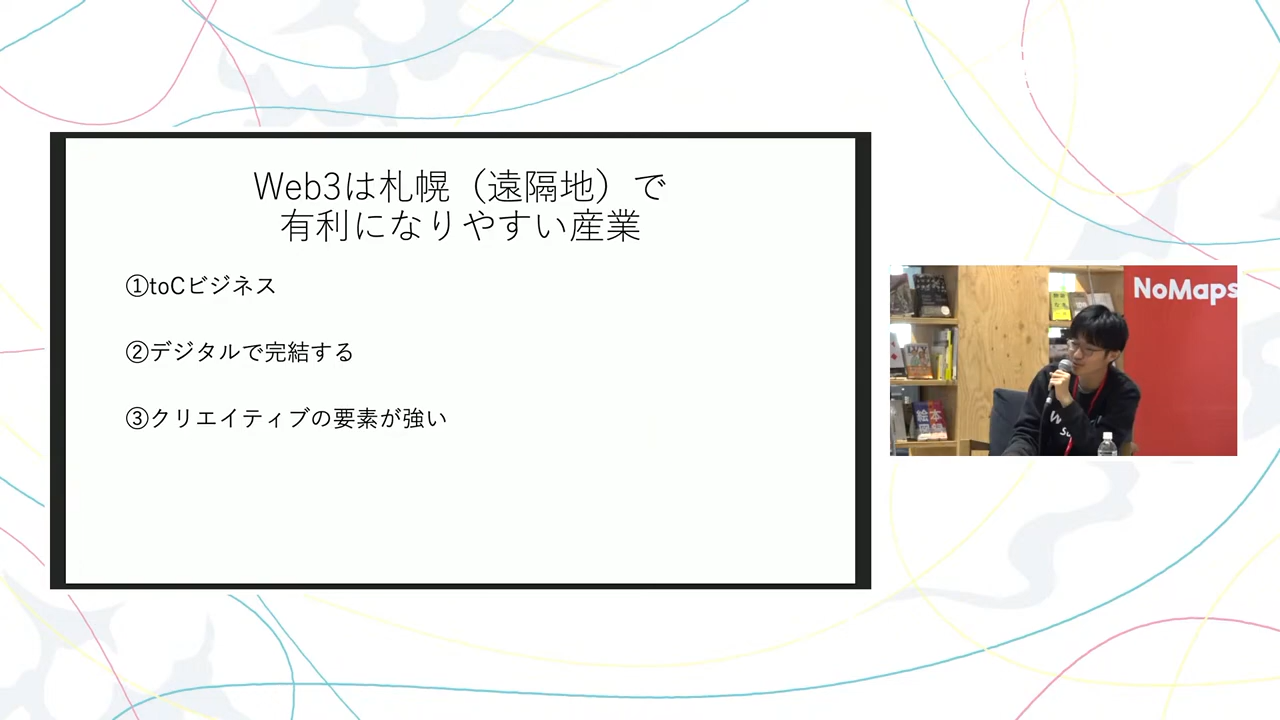 Web3は札幌（遠隔地）で
有利になりやすい産業
①toCビジネス
②デジタルで完結する
③クリエイティブの要素が強い
NoMaps
絵本